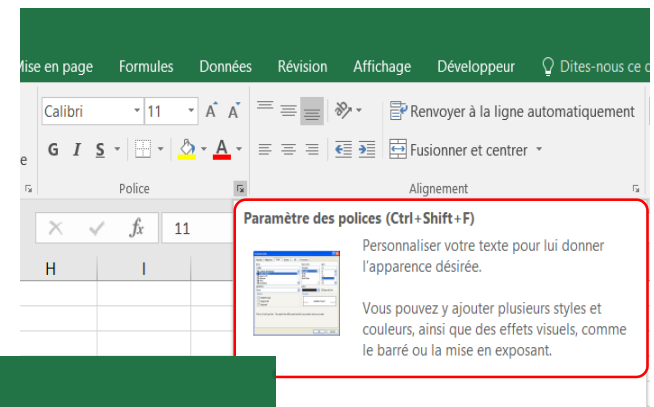 Mise en page Formules Données Révision Affichage Développeur Dites-nous ce
Calibri 11 A A Renvoyer à la ligne automatiquement
e G I S A Fusionner et centrer
Police Alignement
fx 11
H I
Paramètre des polices (Ctrl+Shift+F)
Personnaliser votre texte pour lui donner
l'apparence désirée.
Vous pouvez y ajouter plusieurs styles et
couleurs, ainsi que des effets visuels, comme
le barré ou la mise en exposant.